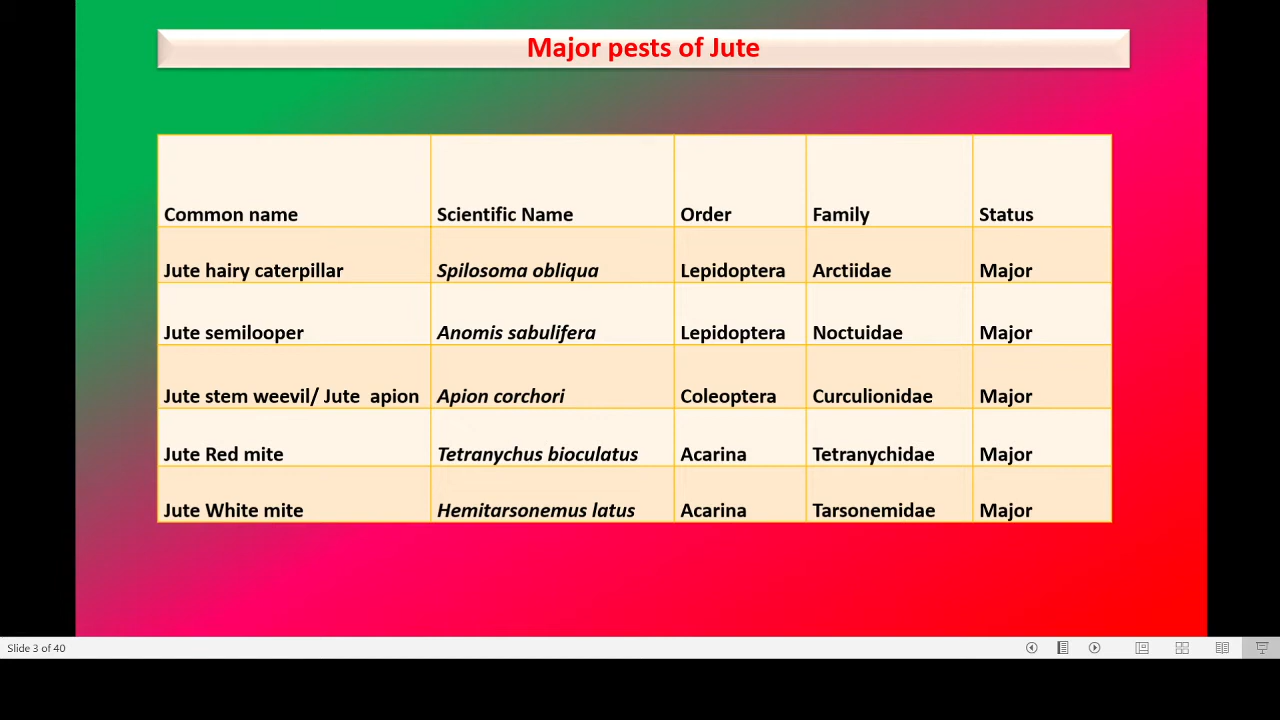 Major pests of Jute
Common name Scientific Name Order Family Status
Jute hairy caterpillar Spilosoma obliqua Lepidoptera Arctiidae Major
Jute semilooper Anomis sabulifera Lepidoptera Noctuidae Major
Jute stem weevil/ Jute  apion Apion corchori Coleoptera Curculionidae Major
Jute Red mite Tetranychus bioculatus Acarina Tetranychidae Major
Jute White mite Hemitarsonemus latus Acarina Tarsonemidae Major
Slide 3 of 40